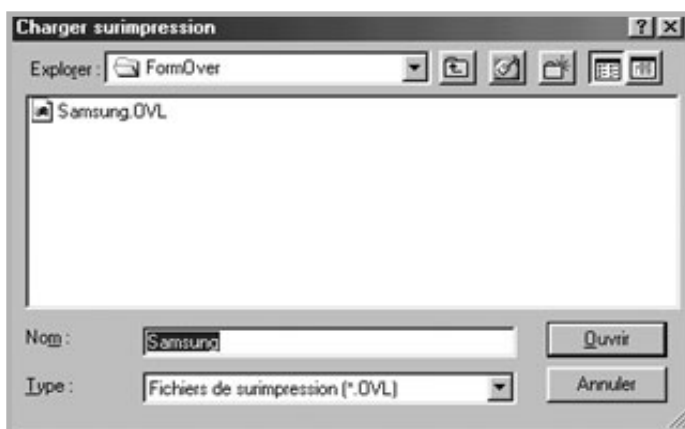 Charger surimpression
Explorer : FormOver
Samsung.OVL
Nom : Samsung Ouvrir
Type : Fichiers de surimpression (*.OVL) Annuler